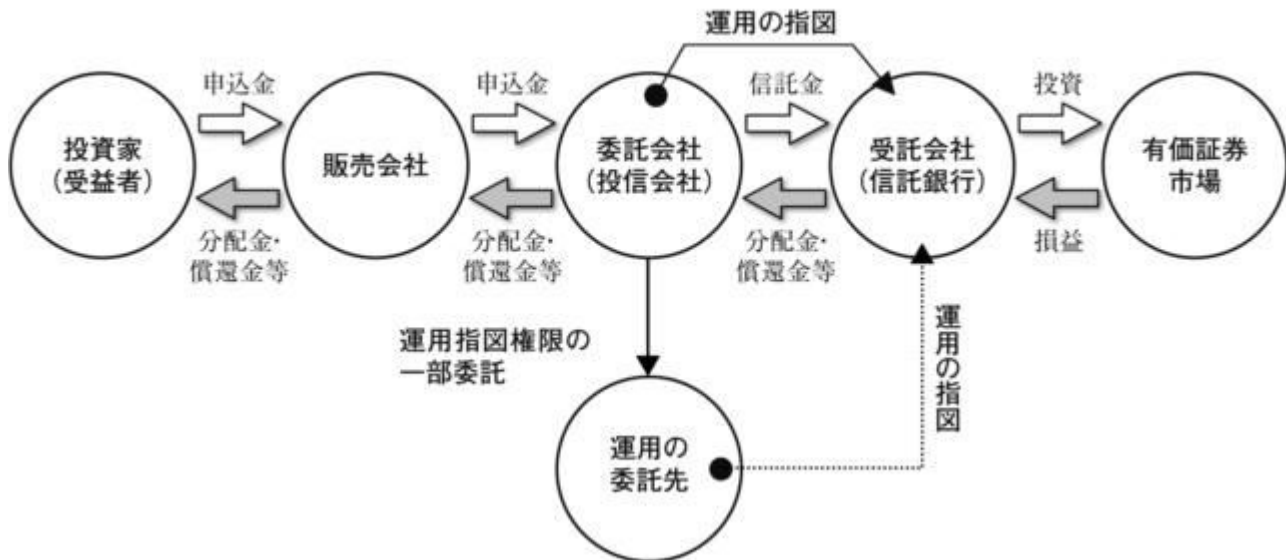 運用の指図
申込金
申込金
信託金
投資
投資家
(受益者)
販売会社
委託会社
(投信会社)
受託会社
(信託銀行)
有価証券
市場
分配金・
償還金等
分配金・
償還金等
分配金・
償還金等
損益
運用指図権限の
一部委託
運用の指図
運用の
委託先